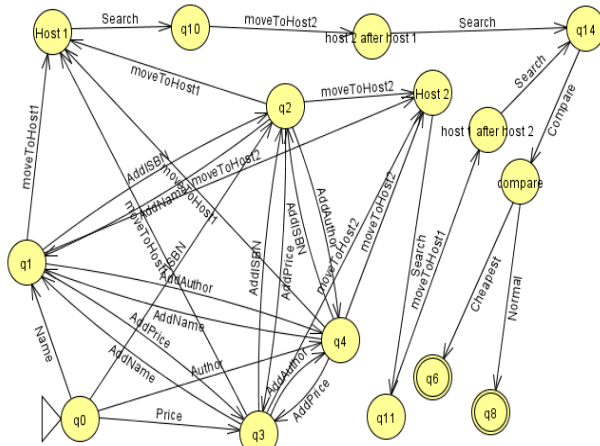 Host 1
Search
q10
moveToHost2
host 2 after host 1
Search
q14
moveToHost1
moveToHost1
q2
moveToHost2
Host 2
Search
host 1 after host 2
Compare
compare
AddISBN
AddName
moveToHost2
moveToHost1
moveToHost1
ISBN
AddISBN
AddAuthor
AddISBN
AddPrice
moveToHost2
moveToHost2
Search
moveToHost1
q1
AddAuthor
AddName
AddPrice
AddName
q4
Cheapest
Normal
Name
Author
AddAuthor
AddPrice
q0
Price
q3
q11
q6
q8